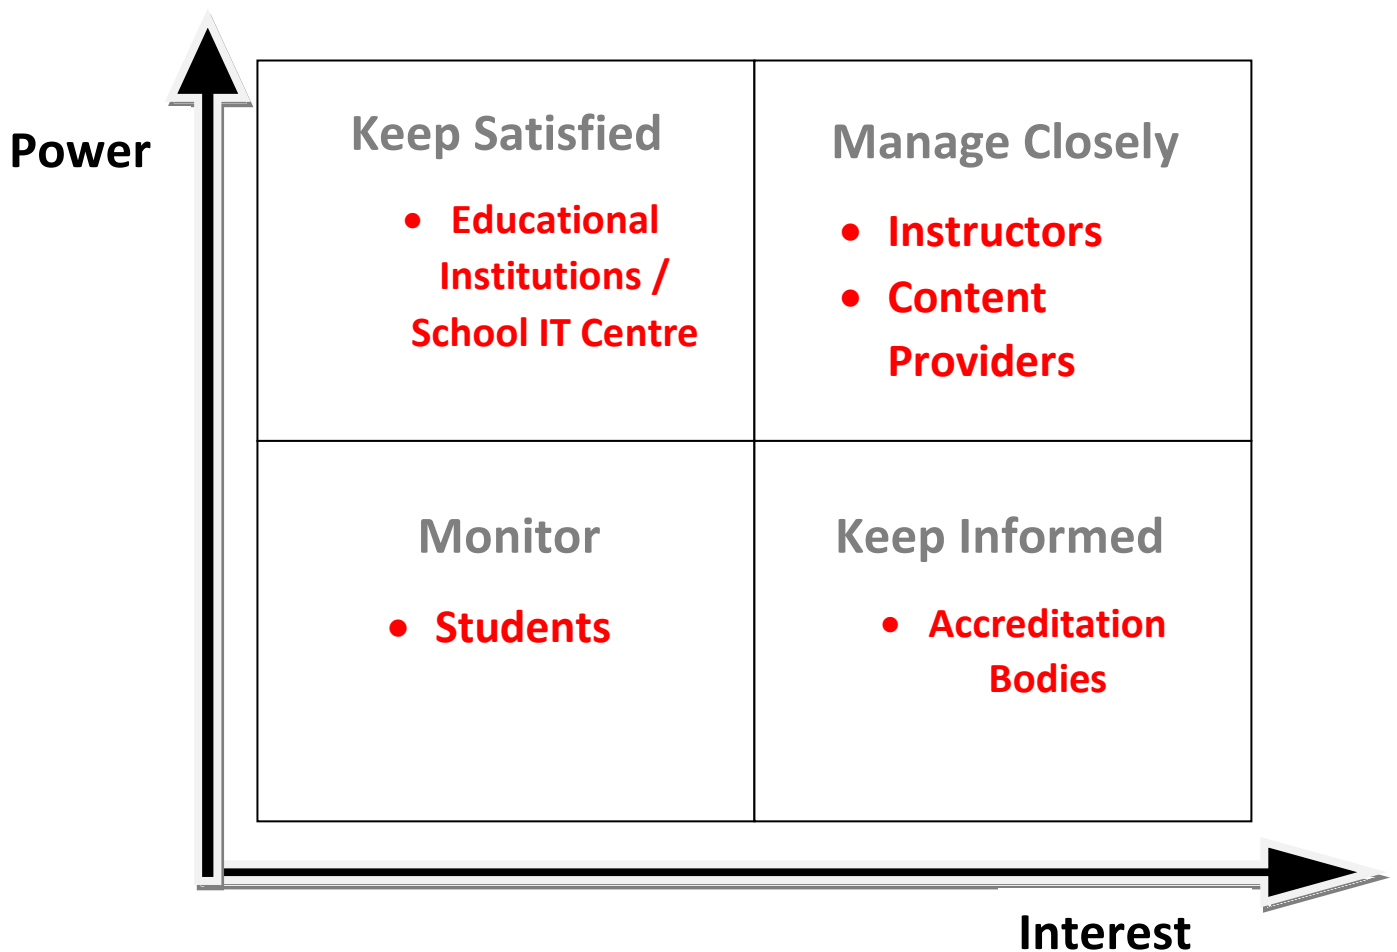 Power
Keep Satisfied
• Educational
Institutions /
School IT Centre
Manage Closely
• Instructors
• Content
Providers
Monitor
• Students
Keep Informed
• Accreditation
Bodies
Interest